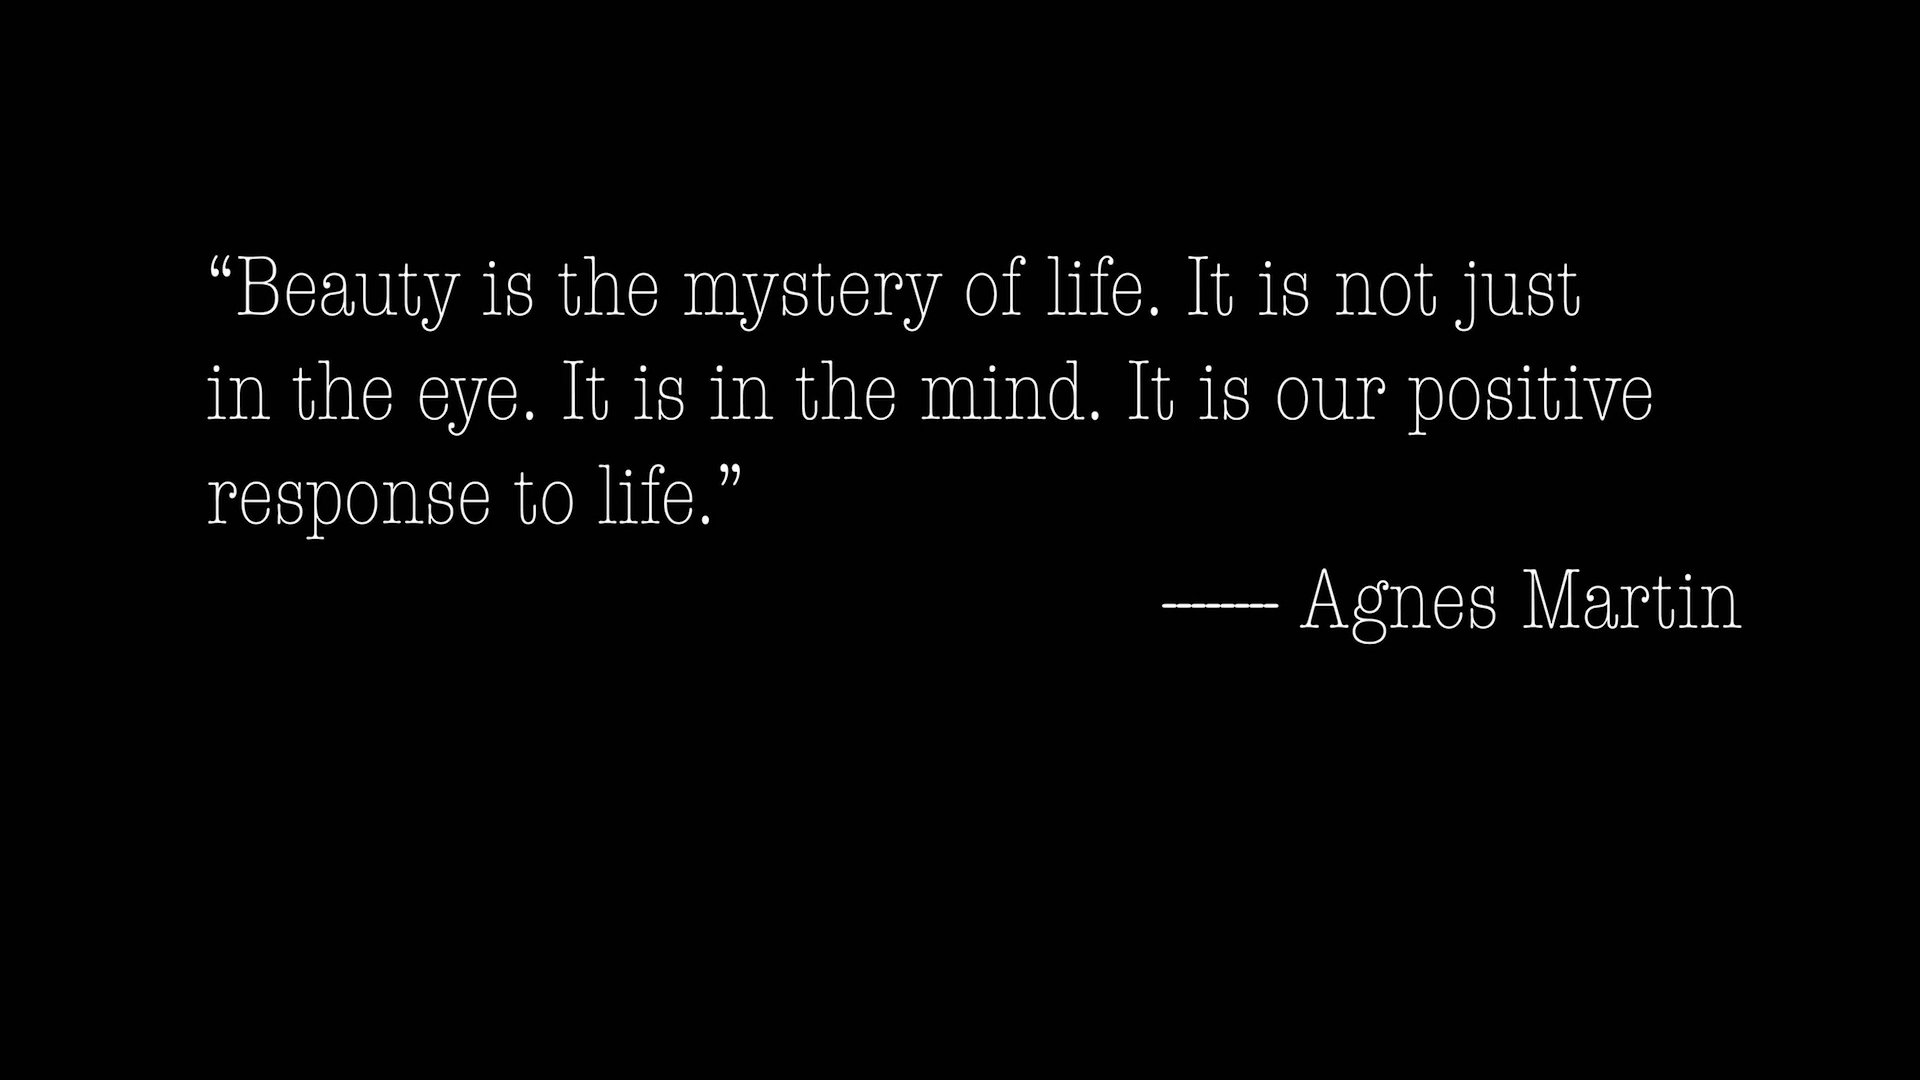 “Beauty is the mystery of life. It is not just
in the eye. It is in the mind. It is our positive
response to life.”
——— Agnes Martin